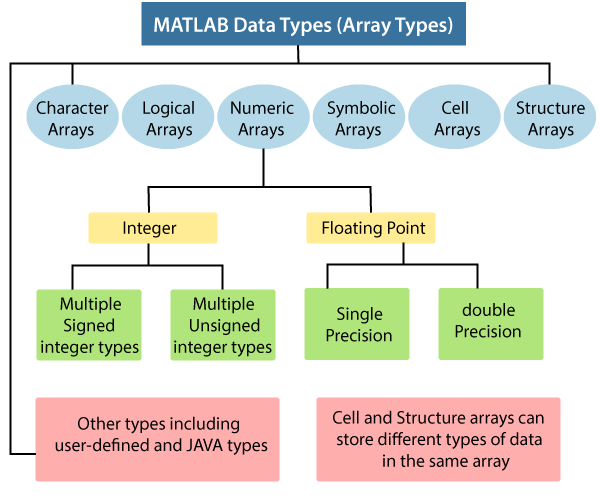 MATLAB Data Types (Array Types)
Character
Arrays
Logical
Arrays
Numeric
Arrays
Symbolic
Arrays
Cell
Arrays
Structure
Arrays
Integer
Floating Point
Multiple
Signed
integer types
Multiple
Unsigned
integer types
Single
Precision
double
Precision
Other types including
user-defined and JAVA types
Cell and Structure arrays can
store different types of data
in the same array